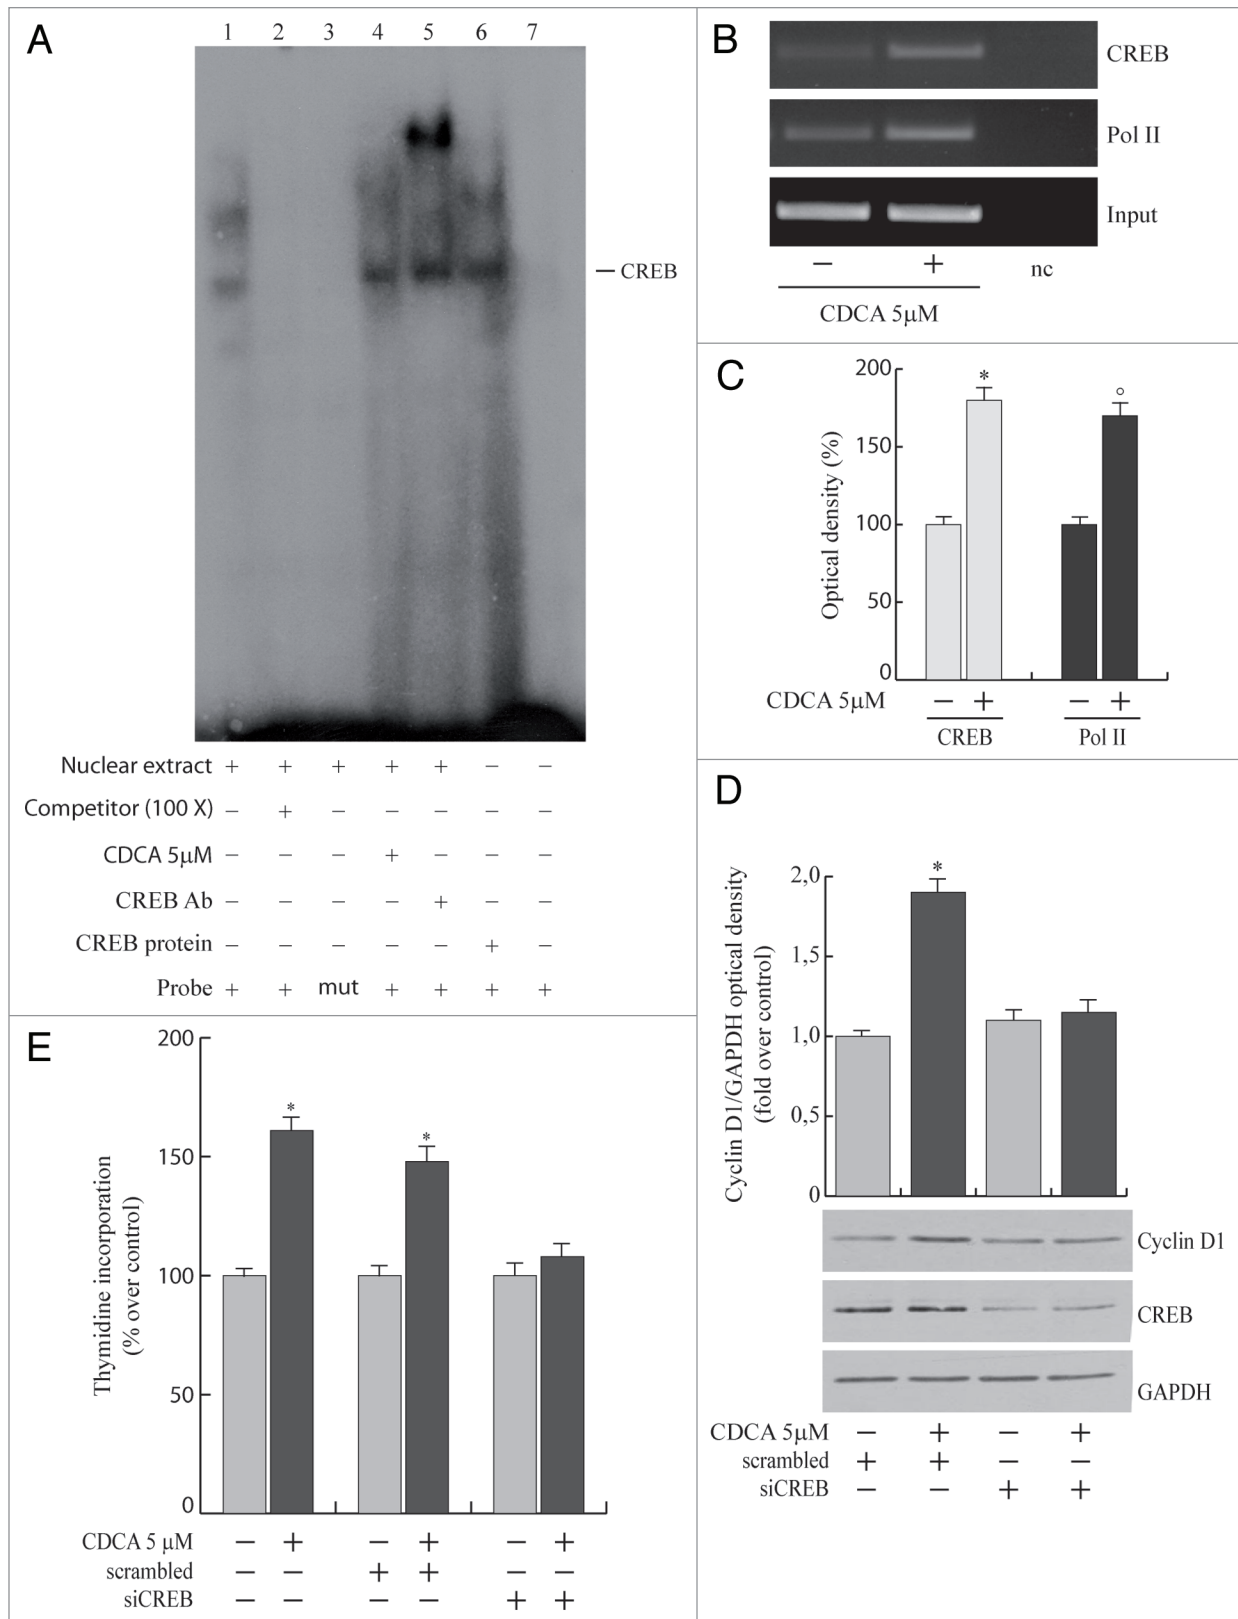 A
1 2 3 4 5 6 7
CREB
Nuclear extract + + + + + − −
Competitor (100 X) − + − − − − −
CDCA 5µM − − − + − − −
CREB Ab − − − − + − −
CREB protein − − − − − + −
Probe + + mut + + + +
B
CREB
Pol II
Input
− + nc
CDCA 5µM
C
Optical density (%)
200
150
100
50
0
*
°
CDCA 5µM − + − +
CREB Pol II
D
Cyclin D1/GAPDH optical density
(fold over control)
2,0
1,5
1,0
0,5
0
*
Cyclin D1
CREB
GAPDH
CDCA 5µM − + − +
scrambled + + − −
siCREB − − + +
E
Thymidine incorporation
(% over control)
200
150
100
50
0
*
*
CDCA 5 µM − + − + − +
scrambled − − + + − −
siCREB − − − − + +